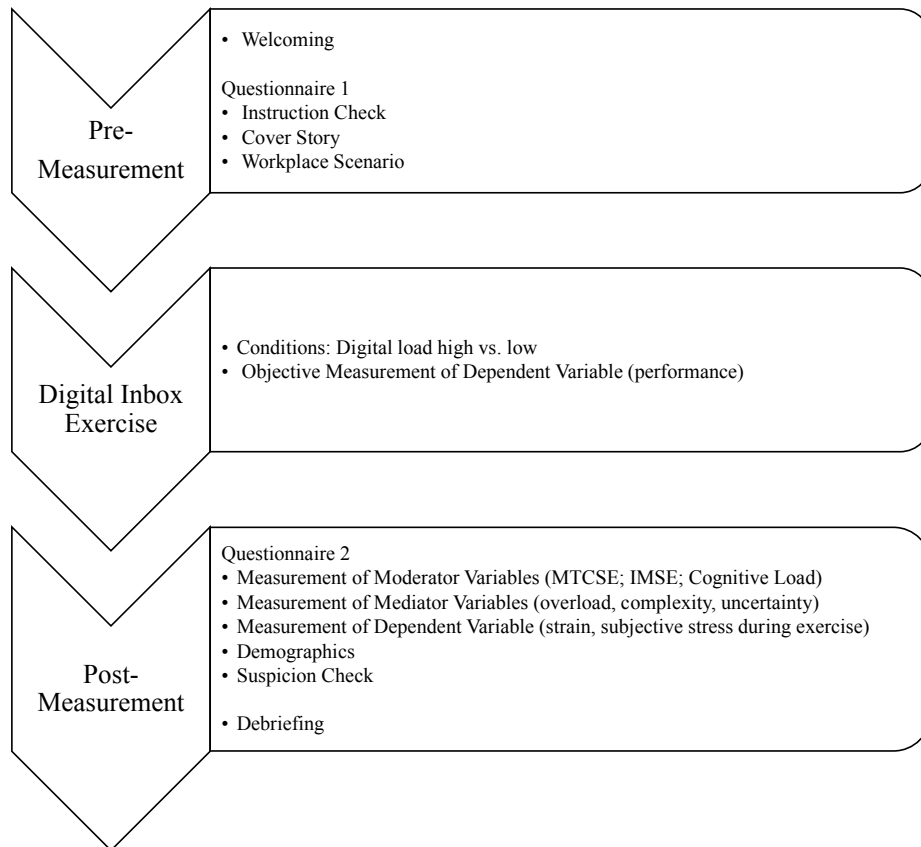 Pre-
Measurement
• Welcoming
Questionnaire 1
• Instruction Check
• Cover Story
• Workplace Scenario
Digital Inbox
Exercise
• Conditions: Digital load high vs. low
• Objective Measurement of Dependent Variable (performance)
Post-
Measurement
Questionnaire 2
• Measurement of Moderator Variables (MTCSE; IMSE; Cognitive Load)
• Measurement of Mediator Variables (overload, complexity, uncertainty)
• Measurement of Dependent Variable (strain, subjective stress during exercise)
• Demographics
• Suspicion Check
• Debriefing